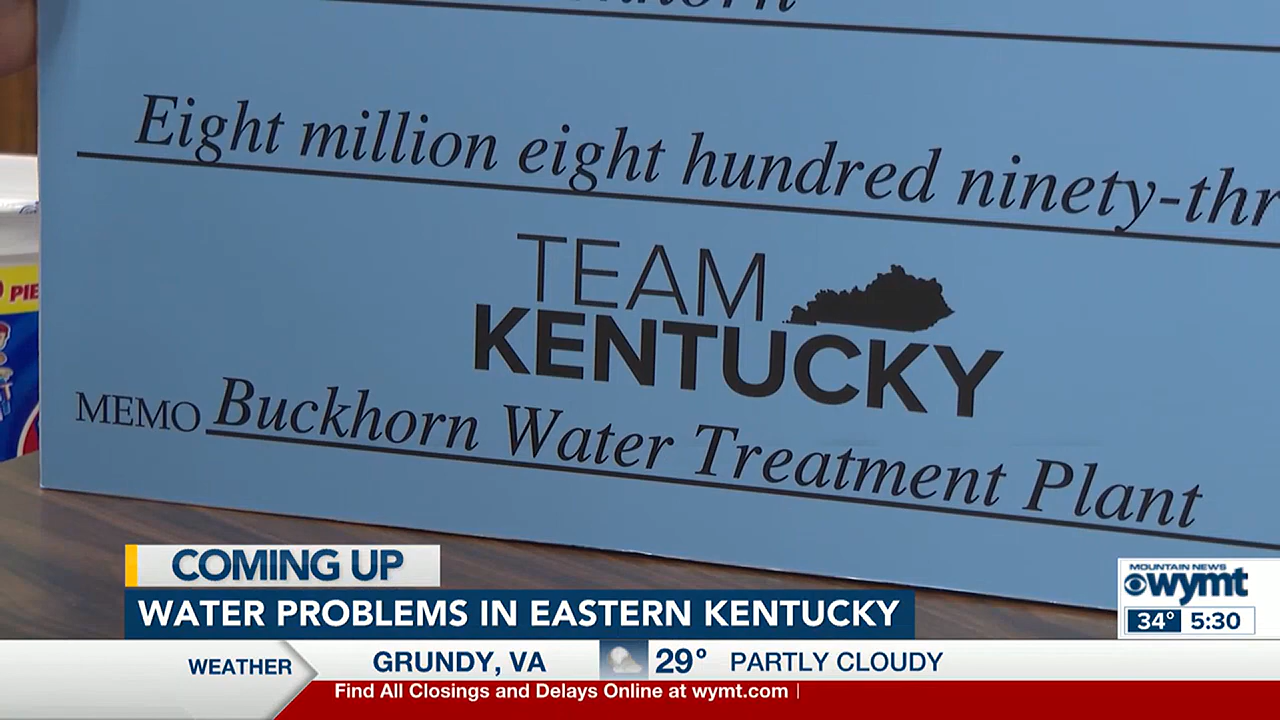 Eight million eight hundred ninety-thr
TEAM
KENTUCKY
MEMO Buckhorn Water Treatment Plant
PIE
COMING UP
WATER PROBLEMS IN EASTERN KENTUCKY
MOUNTAIN NEWS
wymt
34° 5:30
WEATHER GRUNDY, VA 29° PARTLY CLOUDY
Find All Closings and Delays Online at wymt.com